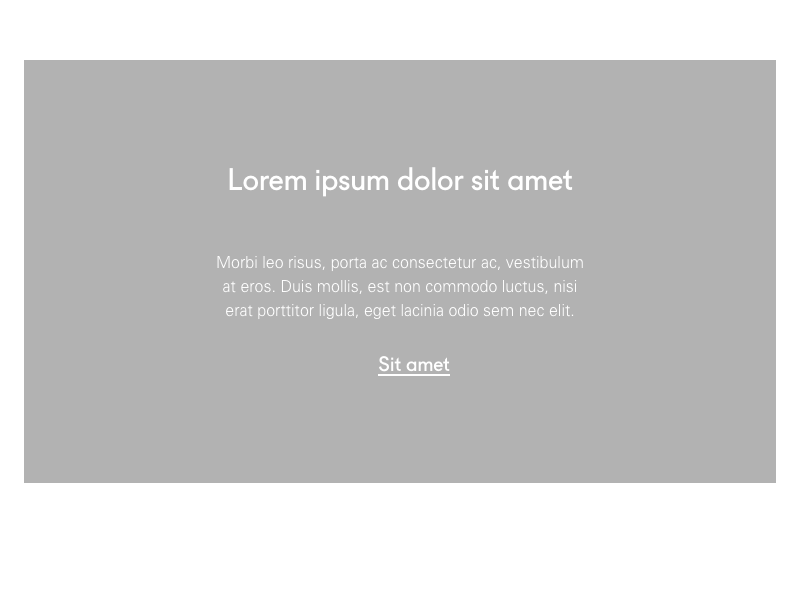 Lorem ipsum dolor sit amet
Morbi leo risus, porta ac consectetur ac, vestibulum
at eros. Duis mollis, est non commodo luctus, nisi
erat porttitor ligula, eget lacinia odio sem nec elit.
Sit amet